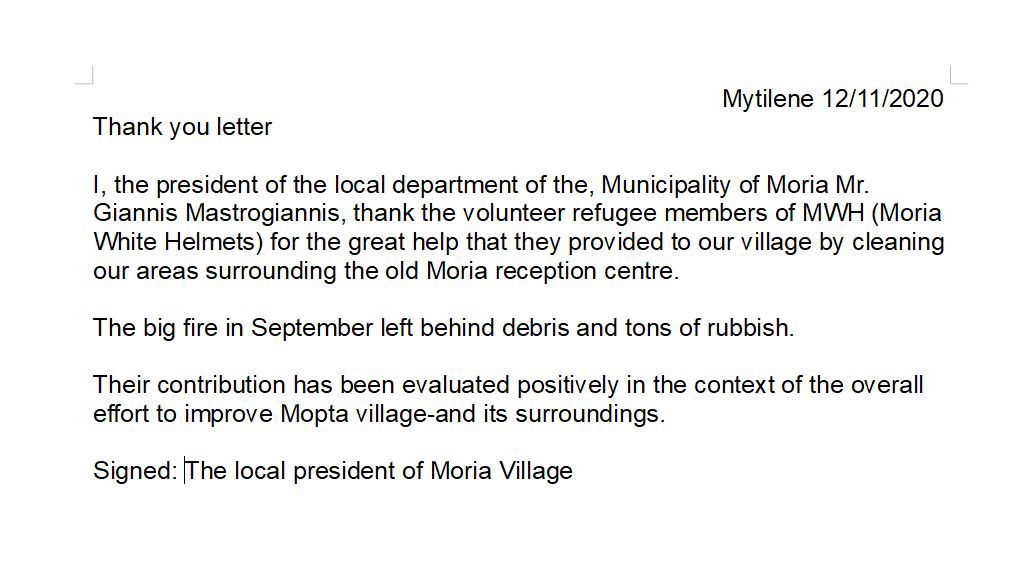 Mytilene 12/11/2020
Thank you letter
I, the president of the local department of the, Municipality of Moria Mr.
Giannis Mastrogiannis, thank the volunteer refugee members of MWH (Moria
White Helmets) for the great help that they provided to our village by cleaning
our areas surrounding the old Moria reception centre.
The big fire in September left behind debris and tons of rubbish.
Their contribution has been evaluated positively in the context of the overall
effort to improve Mopta village-and its surroundings.
Signed: The local president of Moria Village